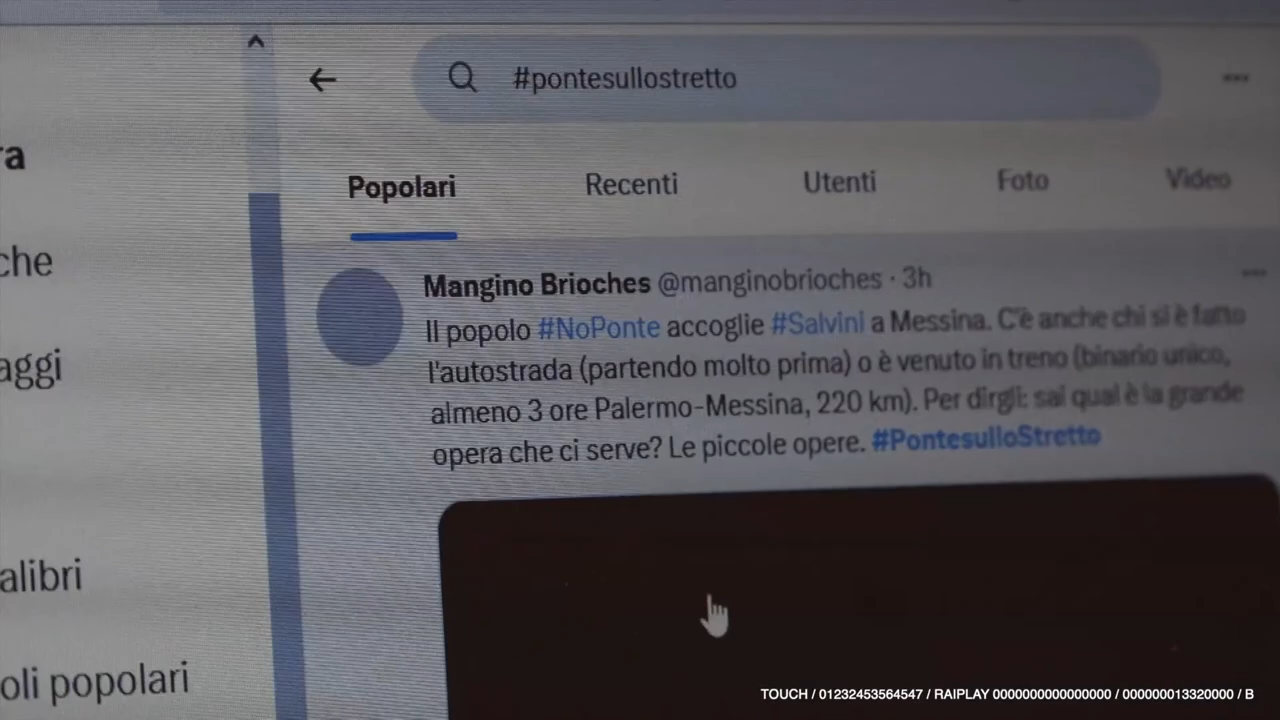 #pontesullostretto
Popolari Recenti Utenti Foto Video
ra
che
aggi
alibri
oli popolari
Mangino Brioches @manginobrioches · 3h
Il popolo #NoPonte accoglie #Salvini a Messina. C'è anche chi si è fatto
l'autostrada (partendo molto prima) o è venuto in treno (binario unico,
almeno 3 ore Palermo-Messina, 220 km). Per dirgli: sai qual è la grande
opera che ci serve? Le piccole opere. #PontesulloStretto
TOUCH / 01232453564547 / RAIPLAY 0000000000000000 / 000000013320000 / B